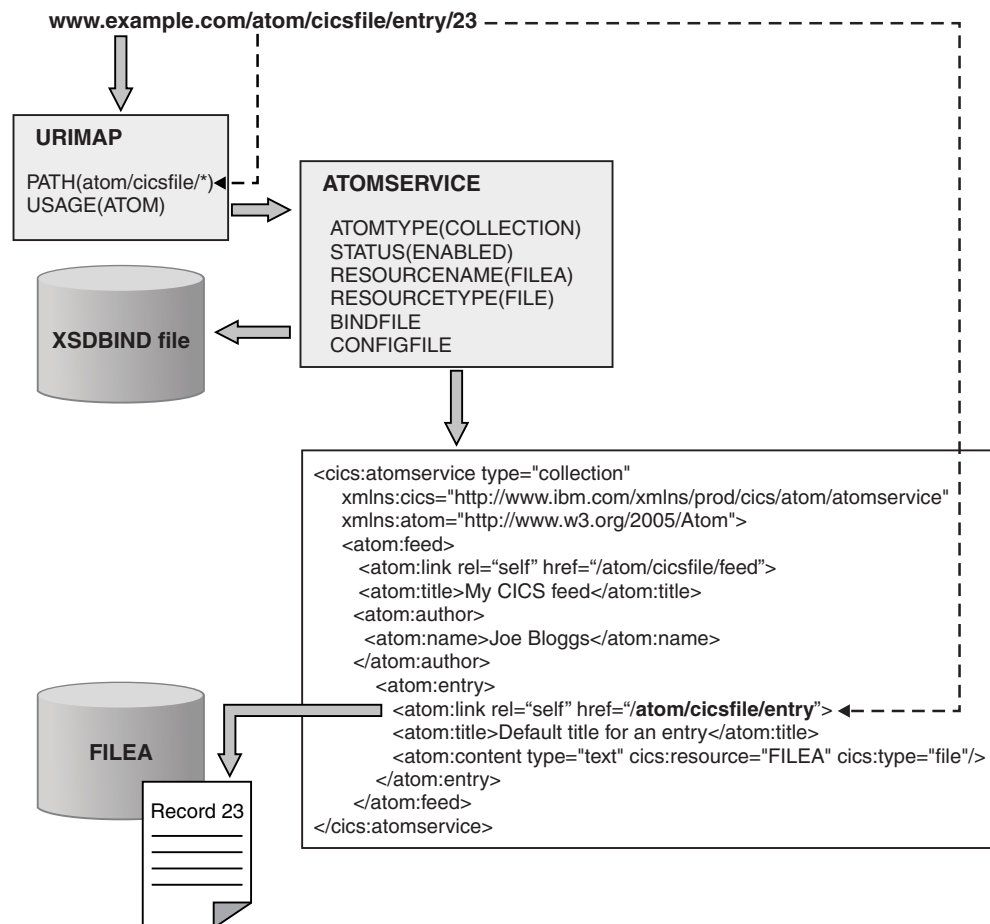 www.example.com/atom/cicsfile/entry/23
URIMAP
PATH(atom/cicsfile/*)
USAGE(ATOM)
ATOMSERVICE
ATOMTYPE(COLLECTION)
STATUS(ENABLED)
RESOURCENAME(FILEA)
RESOURCETYPE(FILE)
BINDFILE
CONFIGFILE
XSDBIND file
<cics:atomservice type="collection"
xmlns:cics="http://www.ibm.com/xmlns/prod/cics/atom/atomservice"
xmlns:atom="http://www.w3.org/2005/Atom">
<atom:feed>
<atom:link rel=“self” href=“/atom/cicsfile/feed”>
<atom:title>My CICS feed</atom:title>
<atom:author>
<atom:name>Joe Bloggs</atom:name>
</atom:author>
<atom:entry>
<atom:link rel=“self” href=“/atom/cicsfile/entry”>
<atom:title>Default title for an entry</atom:title>
<atom:content type="text" cics:resource="FILEA" cics:type="file"/>
</atom:entry>
</atom:feed>
</cics:atomservice>
FILEA
Record 23